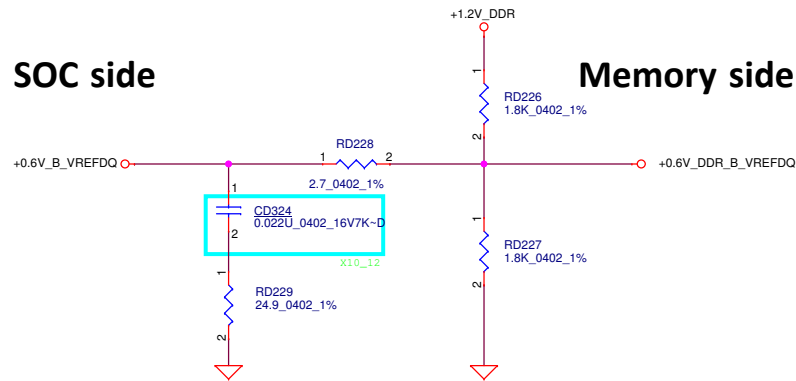 +1.2V_DDR
SOC side
Memory side
1
RD226
1.8K_0402_1%
2
RD228
+0.6V_B_VREFDQ
1
2
+0.6V_DDR_B_VREFDQ
2.7_0402_1%
1
CD324
0.022U_0402_16V7K~D
2
X10_12
1
RD227
1.8K_0402_1%
2
1
RD229
24.9_0402_1%
2